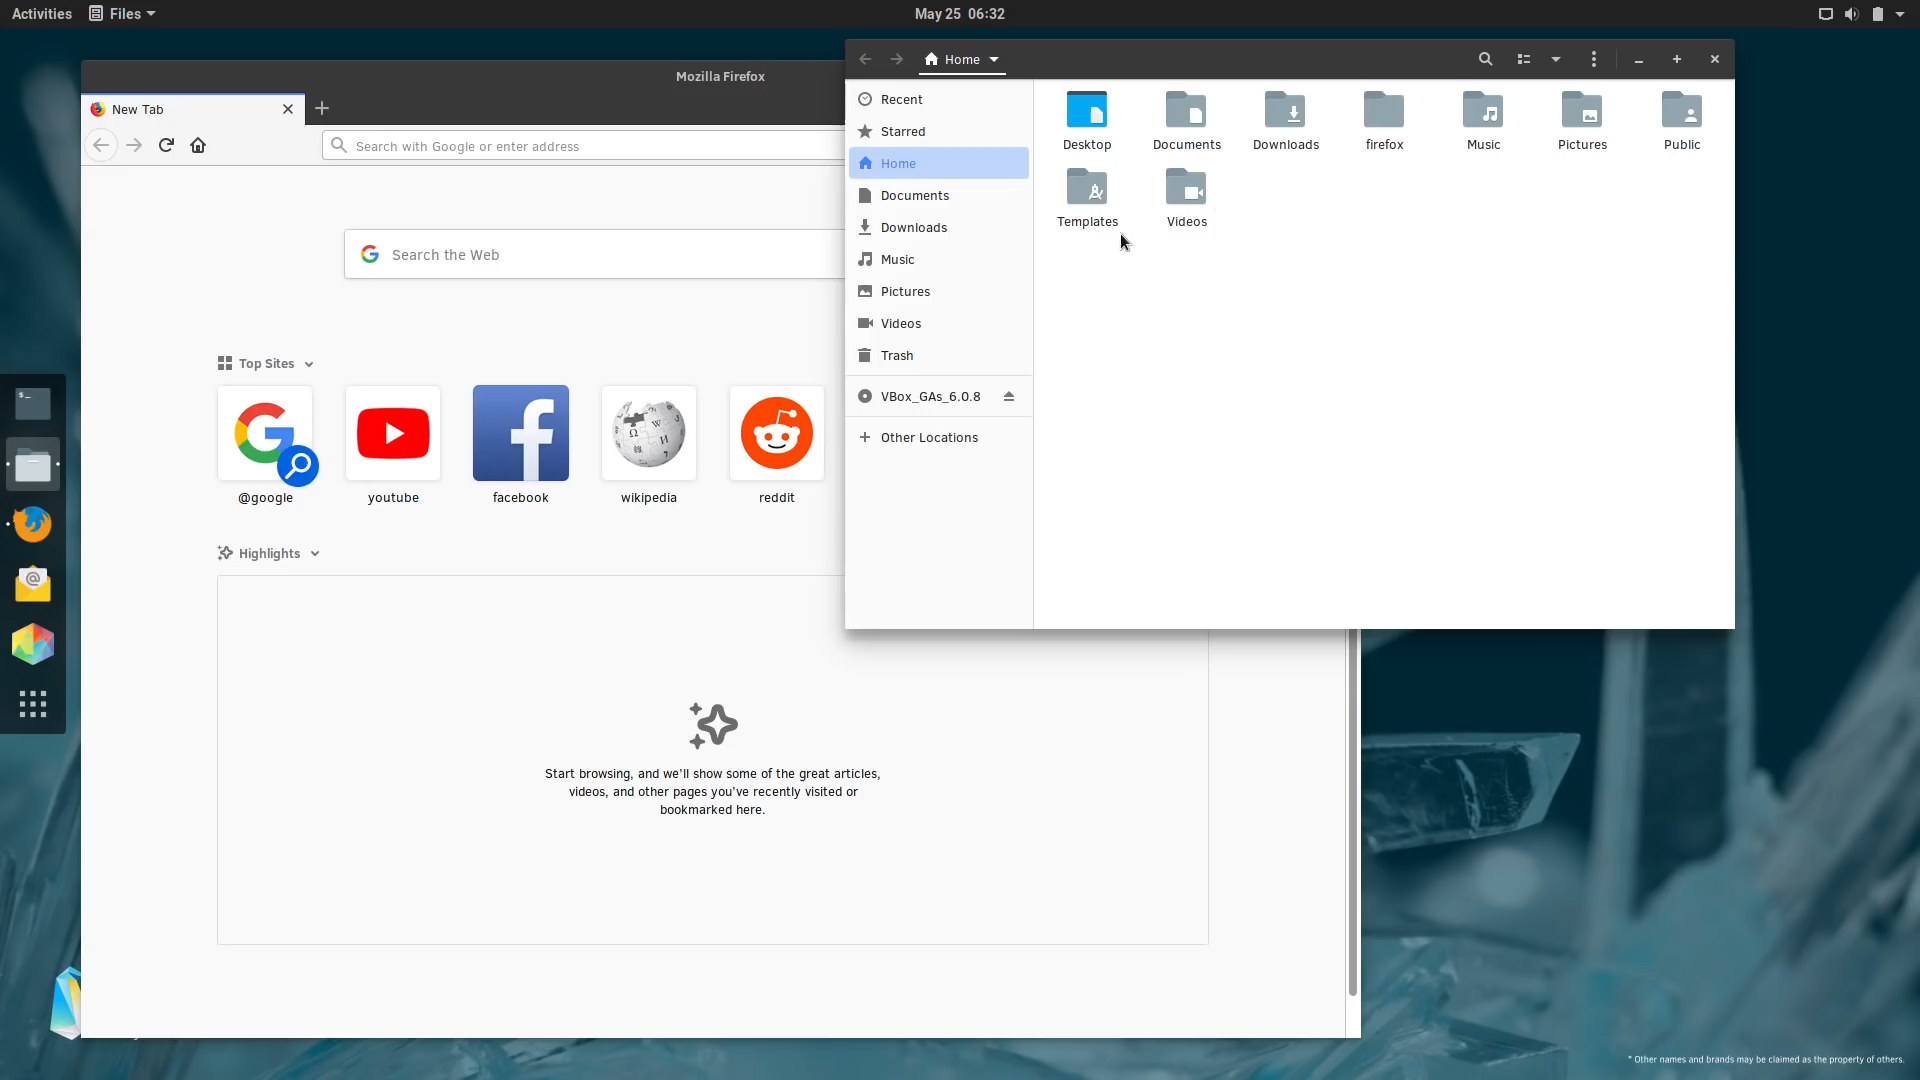 Activities Files May 25 06:32
Mozilla Firefox
New Tab
Search with Google or enter address
Search the Web
Top Sites
@google youtube facebook wikipedia reddit
Highlights
Start browsing, and we'll show some of the great articles,
videos, and other pages you've recently visited or
bookmarked here.
Home
Recent
Starred
Home
Documents
Downloads
Music
Pictures
Videos
Trash
VBox_GAs_6.0.8
Other Locations
Desktop Documents Downloads firefox Music Pictures Public
Templates Videos
* Other names and brands may be claimed as the property of others.